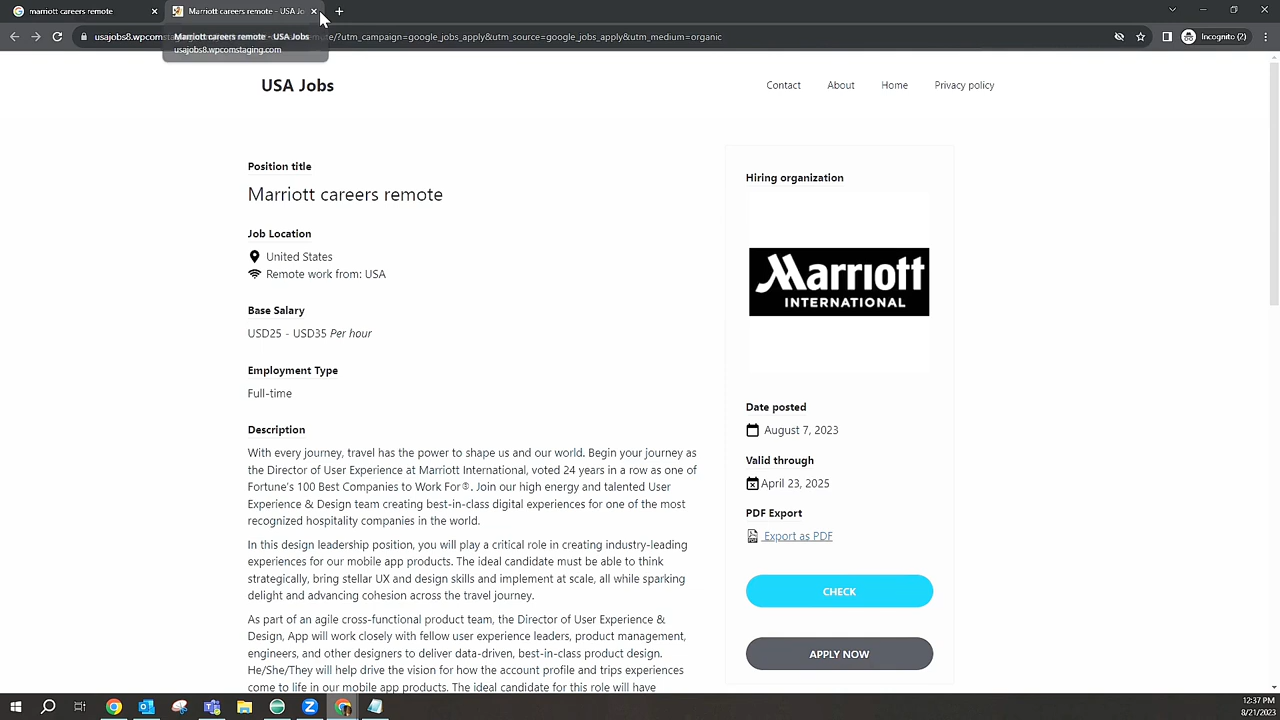 marriott careers remote
Marriott careers remote - USA Jo
usajobs8.wpcomstag
emote/?utm_campaign=google_jobs_apply&utm_source=google_jobs_apply&utm_medium=organic
Incognito (2)
Marriott careers remote - USA Jobs
usajobs8.wpcomstaging.com
USA Jobs
Contact
About
Home
Privacy policy
Position title
Marriott careers remote
Job Location
United States
Remote work from: USA
Base Salary
USD25 - USD35 Per hour
Employment Type
Full-time
Description
With every journey, travel has the power to shape us and our world. Begin your journey as
the Director of User Experience at Marriott International, voted 24 years in a row as one of
Fortune's 100 Best Companies to Work For®. Join our high energy and talented User
Experience & Design team creating best-in-class digital experiences for one of the most
recognized hospitality companies in the world.
In this design leadership position, you will play a critical role in creating industry-leading
experiences for our mobile app products. The ideal candidate must be able to think
strategically, bring stellar UX and design skills and implement at scale, all while sparking
delight and advancing cohesion across the travel journey.
As part of an agile cross-functional product team, the Director of User Experience &
Design, App will work closely with fellow user experience leaders, product management,
engineers, and other designers to deliver data-driven, best-in-class product design.
He/She/They will help drive the vision for how the account profile and trips experiences
come to life in our mobile app products. The ideal candidate for this role will have
Hiring organization
Marriott
INTERNATIONAL
Date posted
August 7, 2023
Valid through
April 23, 2025
PDF Export
Export as PDF
CHECK
APPLY NOW
12:37 PM
8/21/2023